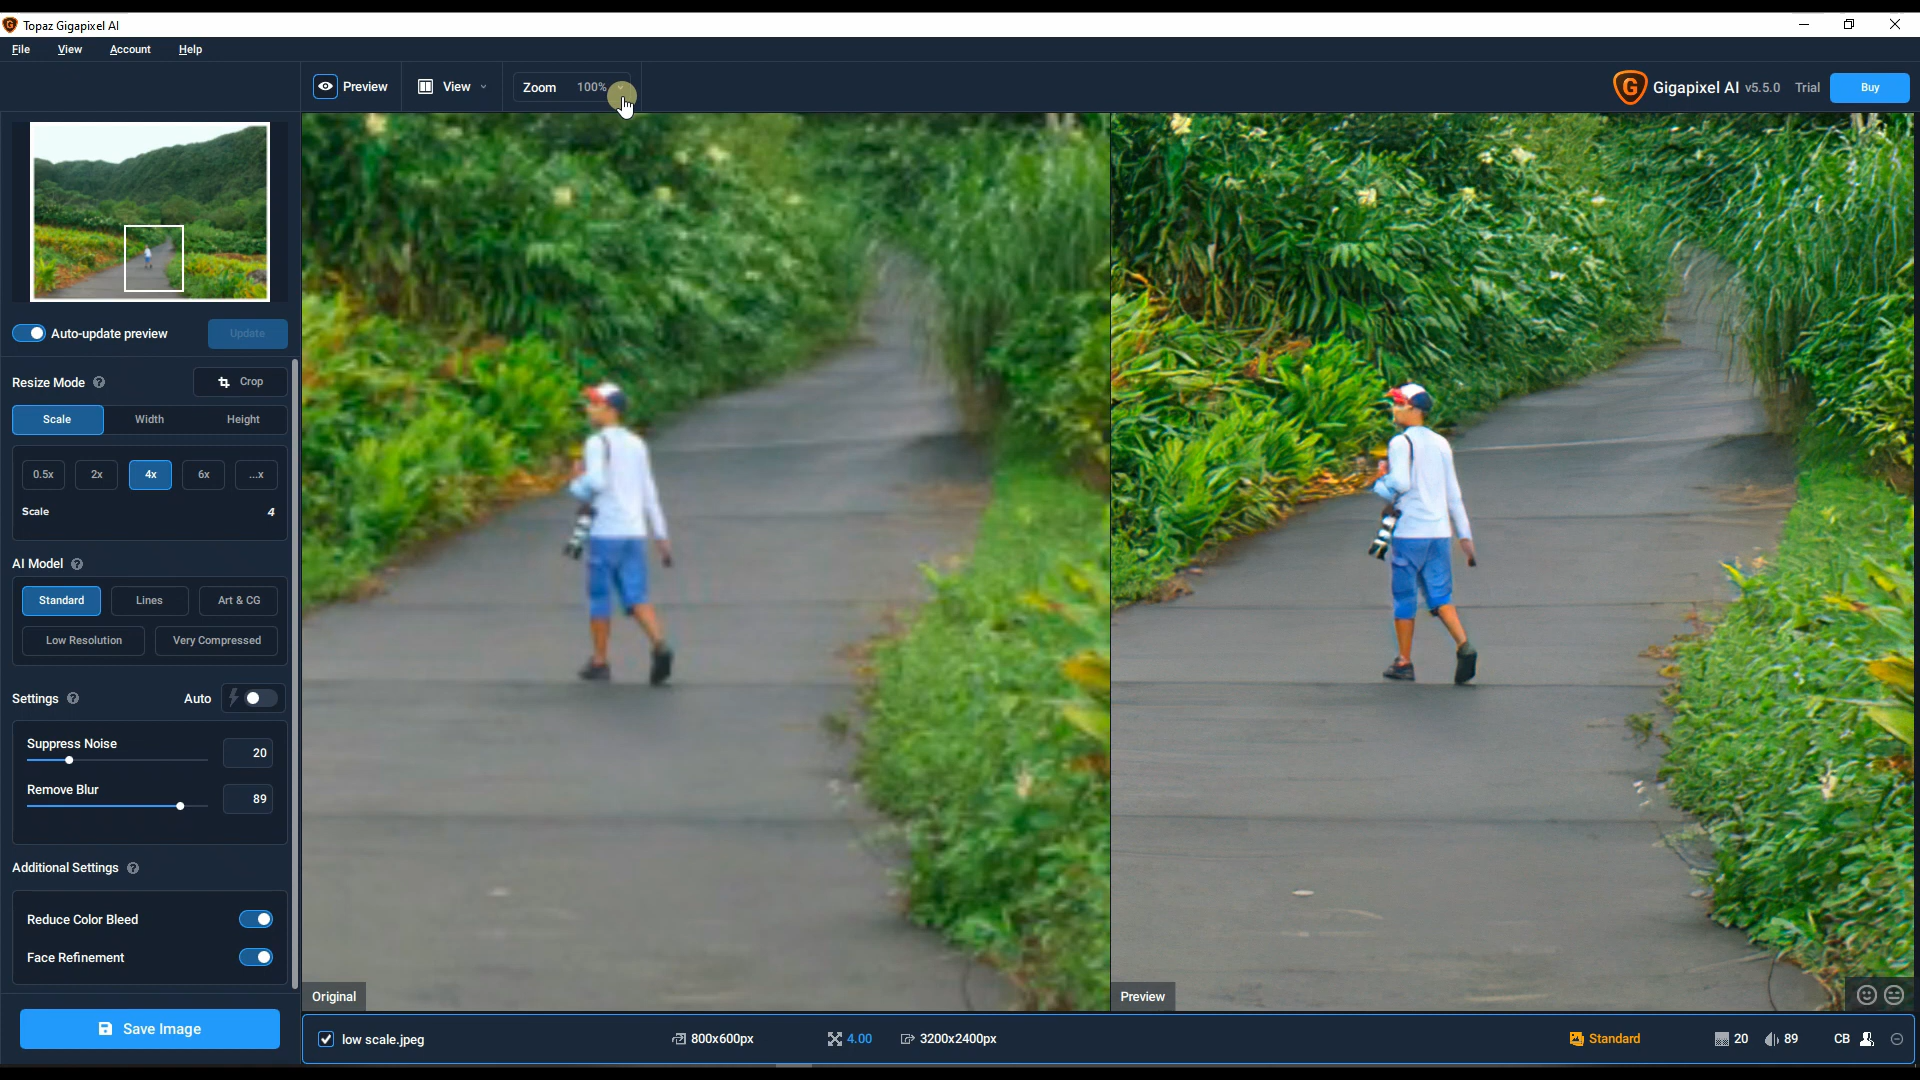 Topaz Gigapixel AI
File View Account Help
Preview View Zoom 100% Gigapixel AI v5.5.0 Trial Buy
Auto-update preview Update
Resize Mode Crop
Scale Width Height
0.5x 2x 4x 6x ...x
Scale 4
AI Model
Standard Lines Art & CG
Low Resolution Very Compressed
Settings Auto
Suppress Noise 20
Remove Blur 89
Additional Settings
Reduce Color Bleed
Face Refinement
Original Preview
Save Image
low scale.jpeg 800x600px 4.00 3200x2400px Standard 20 89 CB